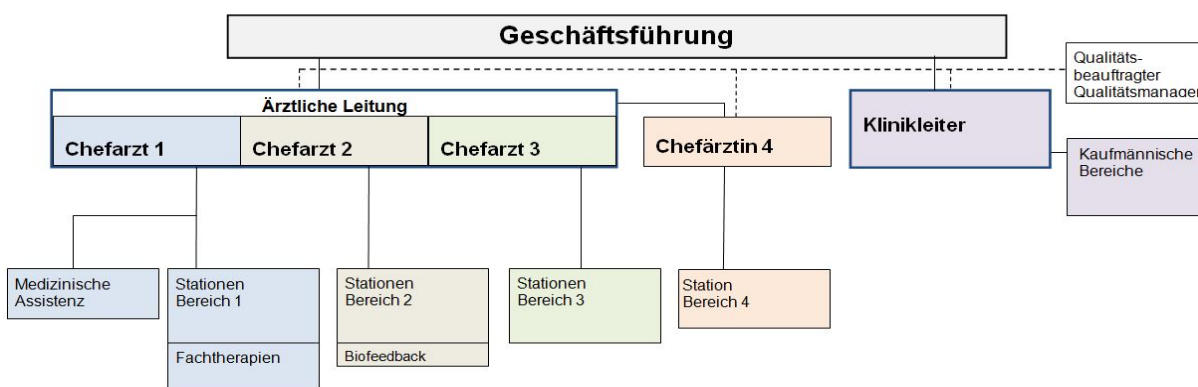 Geschäftsführung
Qualitäts-
beauftragter
Qualitätsmanager
Ärztliche Leitung
Chefarzt 1
Chefarzt 2
Chefarzt 3
Chefärztin 4
Klinikleiter
Kaufmännische
Bereiche
Medizinische
Assistenz
Stationen
Bereich 1
Fachtherapien
Stationen
Bereich 2
Biofeedback
Stationen
Bereich 3
Station
Bereich 4